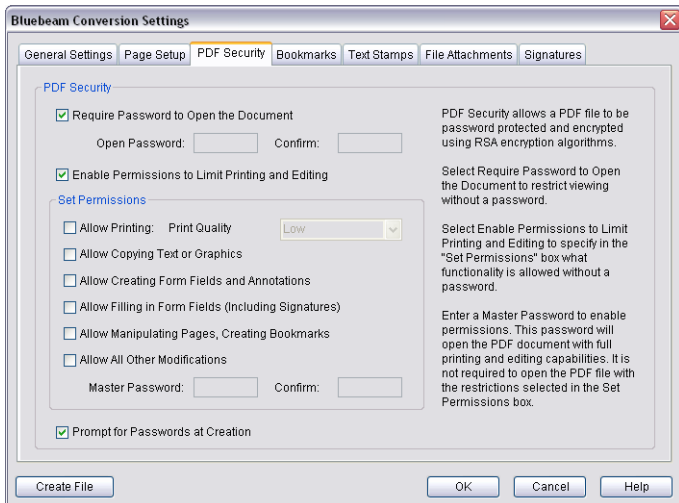 Bluebeam Conversion Settings
General Settings Page Setup PDF Security Bookmarks Text Stamps File Attachments Signatures
PDF Security
Require Password to Open the Document
Open Password: Confirm:
Enable Permissions to Limit Printing and Editing
Set Permissions
Allow Printing: Print Quality Low
Allow Copying Text or Graphics
Allow Creating Form Fields and Annotations
Allow Filling in Form Fields (Including Signatures)
Allow Manipulating Pages, Creating Bookmarks
Allow All Other Modifications
Master Password: Confirm:
Prompt for Passwords at Creation
PDF Security allows a PDF file to be
password protected and encrypted
using RSA encryption algorithms.
Select Require Password to Open
the Document to restrict viewing
without a password.
Select Enable Permissions to Limit
Printing and Editing to specify in the
"Set Permissions" box what
functionality is allowed without a
password.
Enter a Master Password to enable
permissions. This password will
open the PDF document with full
printing and editing capabilities. It is
not required to open the PDF file with
the restrictions selected in the Set
Permissions box.
Create File OK Cancel Help